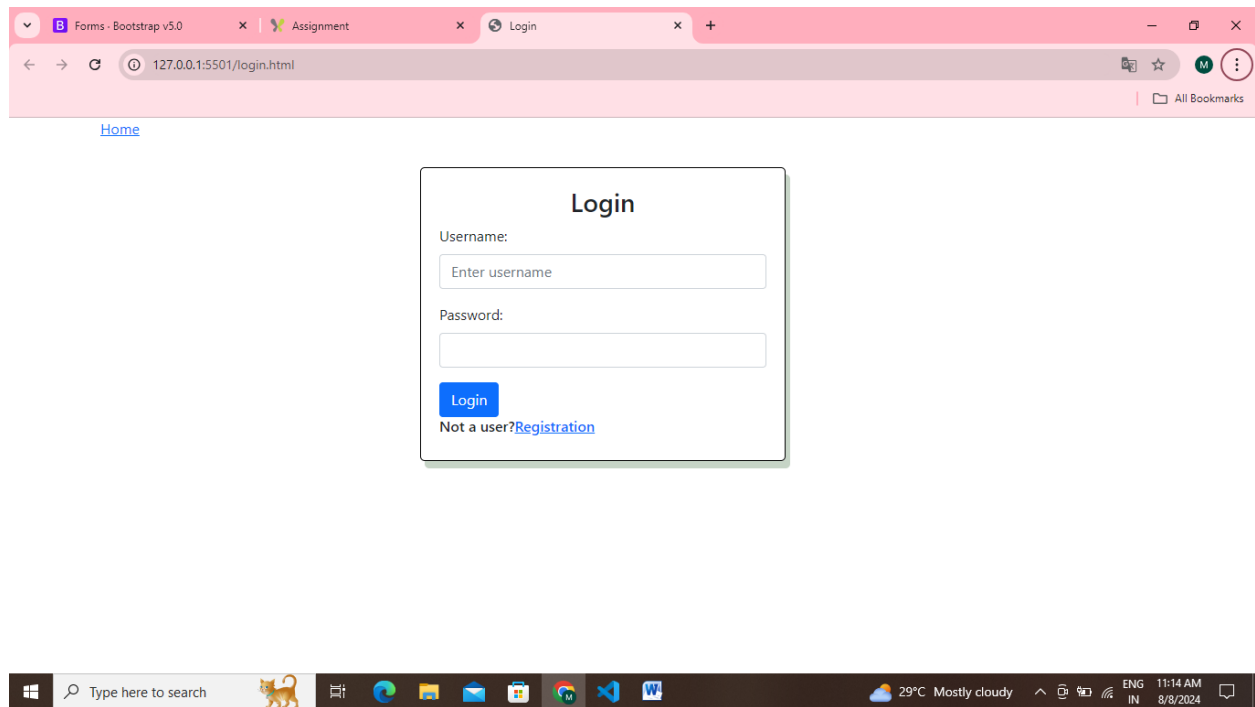 Forms - Bootstrap v5.0
Assignment
Login
127.0.0.1:5501/login.html
M
All Bookmarks
Home
Login
Username:
Enter username
Password:
Login
Not a user?Registration
Type here to search
29°C Mostly cloudy
ENG 11:14 AM
IN 8/8/2024